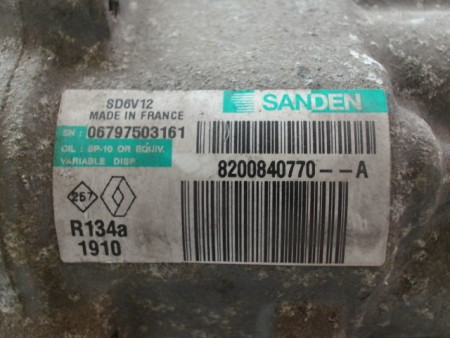 SD6V12
MADE IN FRANCE
SANDEN
SN: 06797503161
OIL: SP-10 OR EQUIV.
VARIABLE DISP.
8200840770--A
257
R134a
1910